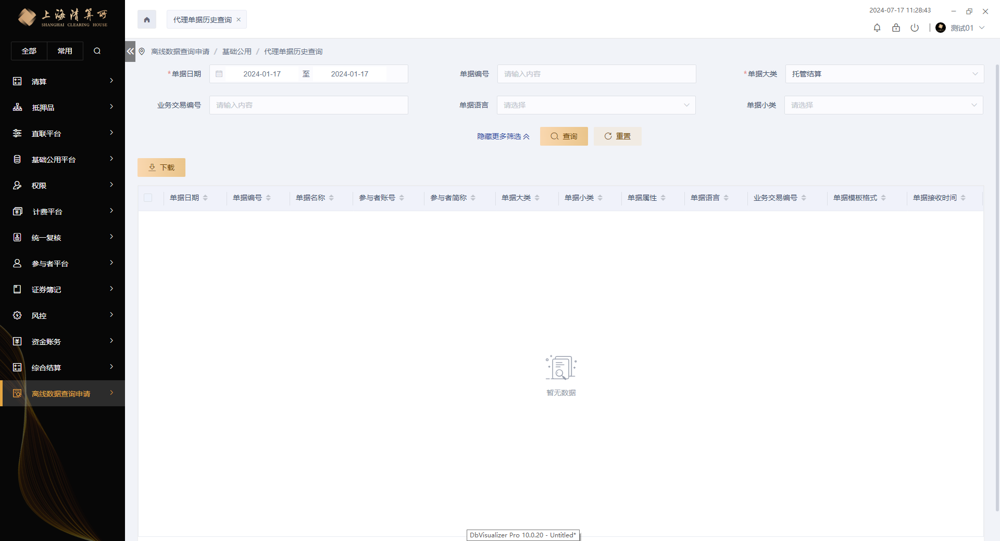 上海清算所
SHANGHAI CLEARING HOUSE
全部 常用
清算
抵押品
直联平台
基础公用平台
权限
计费平台
统一复核
参与者平台
证券簿记
风控
资金账务
综合结算
离线数据查询申请
代理单据历史查询
2024-07-17 11:28:43
测试01
离线数据查询申请 / 基础公用 / 代理单据历史查询
*单据日期 2024-01-17 至 2024-01-17 单据编号 请输入内容 *单据大类 托管结算
业务交易编号 请输入内容 单据语言 请选择 单据小类 请选择
隐藏更多筛选 查询 重置
下载
单据日期 单据编号 单据名称 参与者账号 参与者简称 单据大类 单据小类 单据属性 单据语言 业务交易编号 单据模板格式 单据接收时间
暂无数据
DbVisualizer Pro 10.0.20 - Untitled*